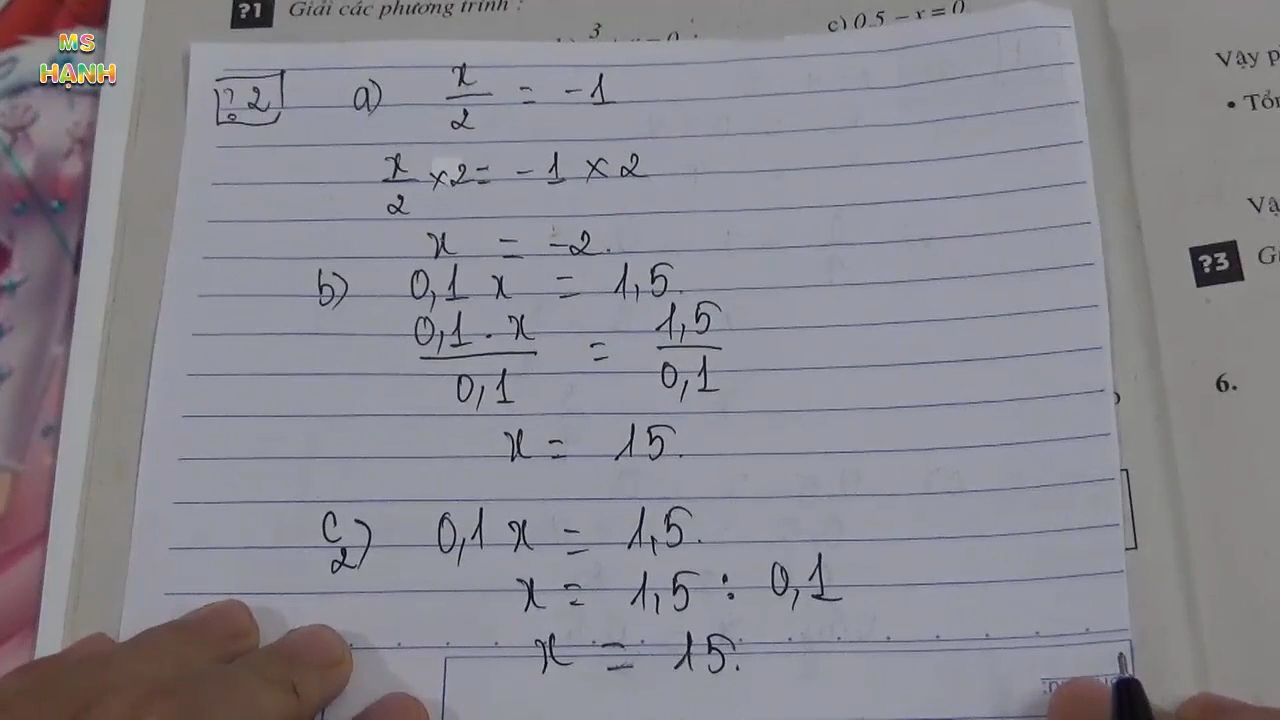 MS
HẠNH
?1 Giải các phương trình :
c) 0,5 − x = 0
?2 a) x/2 = −1
x/2 × 2 = −1 × 2
x = −2.
b) 0,1 x = 1,5.
0,1 . x / 0,1 = 1,5 / 0,1
x = 15.
C2) 0,1 x = 1,5.
x = 1,5 : 0,1
x = 15.
Vậy
?3
6.